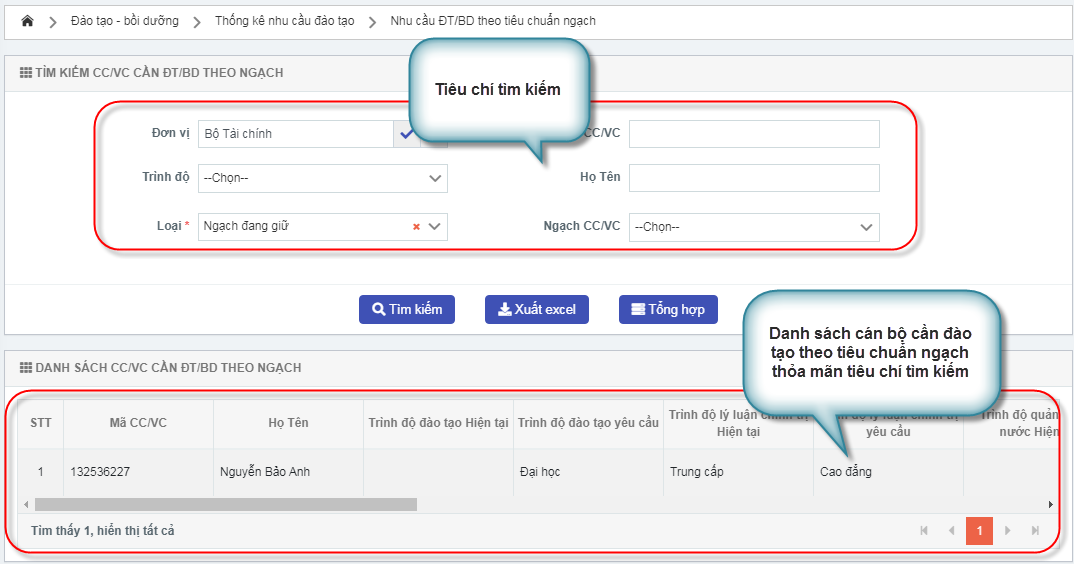 Đào tạo - bồi dưỡng Thống kê nhu cầu đào tạo Nhu cầu ĐT/BD theo tiêu chuẩn ngạch
TÌM KIẾM CC/VC CẦN ĐT/BD THEO NGẠCH
Tiêu chí tìm kiếm
Đơn vị Bộ Tài chính CC/VC
Trình độ --Chọn-- Họ Tên
Loại * Ngạch đang giữ Ngạch CC/VC --Chọn--
Tìm kiếm Xuất excel Tổng hợp
Danh sách cán bộ cần đào
tạo theo tiêu chuẩn ngạch
thỏa mãn tiêu chí tìm kiếm
DANH SÁCH CC/VC CẦN ĐT/BD THEO NGẠCH
STT Mã CC/VC Họ Tên Trình độ đào tạo Hiện tại Trình độ đào tạo yêu cầu Trình độ lý luận chính trị Trình độ quản
Hiện tại yêu cầu nước Hiện
1 132536227 Nguyễn Bảo Anh Đại học Trung cấp Cao đẳng
Tìm thấy 1, hiển thị tất cả 1